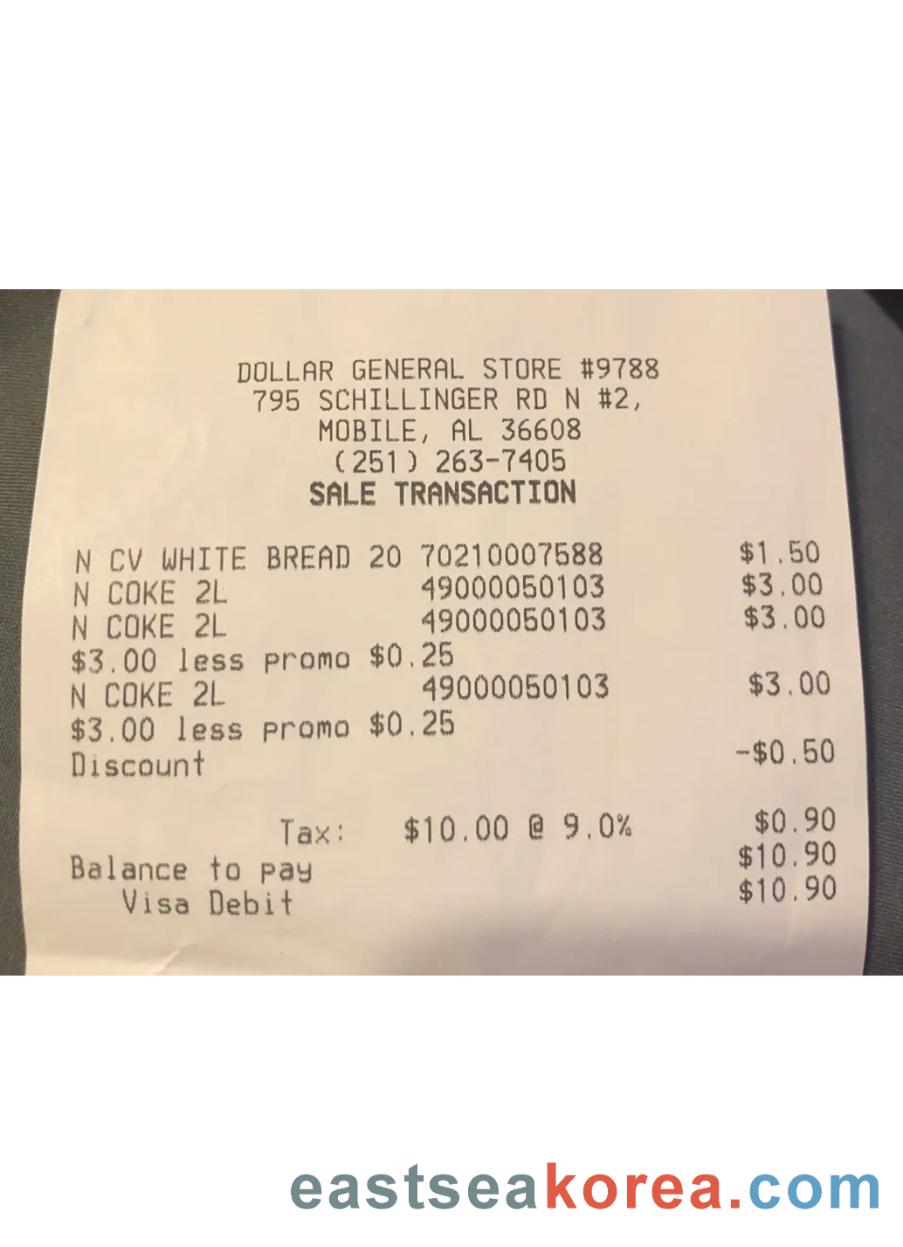 DOLLAR GENERAL STORE #9788
795 SCHILLINGER RD N #2,
MOBILE, AL 36608
(251) 263-7405
SALE TRANSACTION
N CV WHITE BREAD 20 70210007588 $1.50
N COKE 2L 49000050103 $3.00
N COKE 2L 49000050103 $3.00
$3.00 less promo $0.25
N COKE 2L 49000050103 $3.00
$3.00 less promo $0.25
Discount -$0.50
Tax: $10.00 @ 9.0% $0.90
Balance to pay $10.90
Visa Debit $10.90
eastseakorea.com